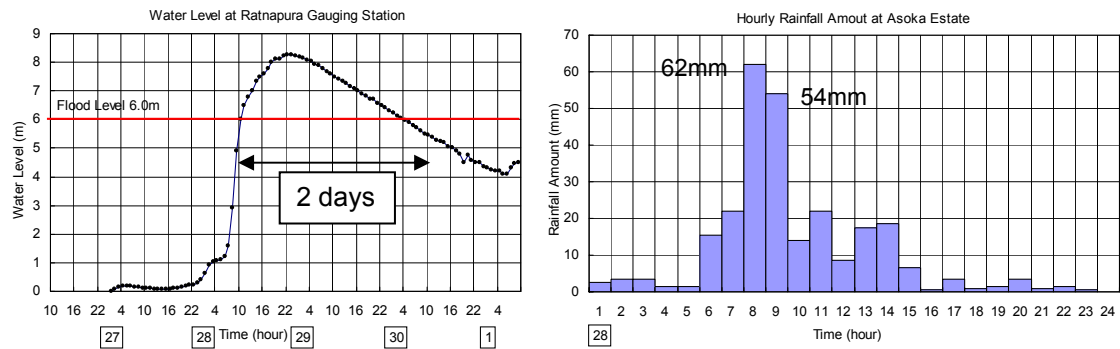 Water Level at Ratnapura Gauging Station
9
8
7
6
5
4
3
2
1
0
Water Level (m)
Flood Level 6.0m
2 days
10 16 22 4 10 16 22 4 10 16 22 4 10 16 22 4 10 16 22 4
27 28 Time (hour) 29 30 1
Hourly Rainfall Amout at Asoka Estate
70
60
50
40
30
20
10
0
Rainfall Amount (mm)
62mm
54mm
1 2 3 4 5 6 7 8 9 10 11 12 13 14 15 16 17 18 19 20 21 22 23 24
28 Time (hour)